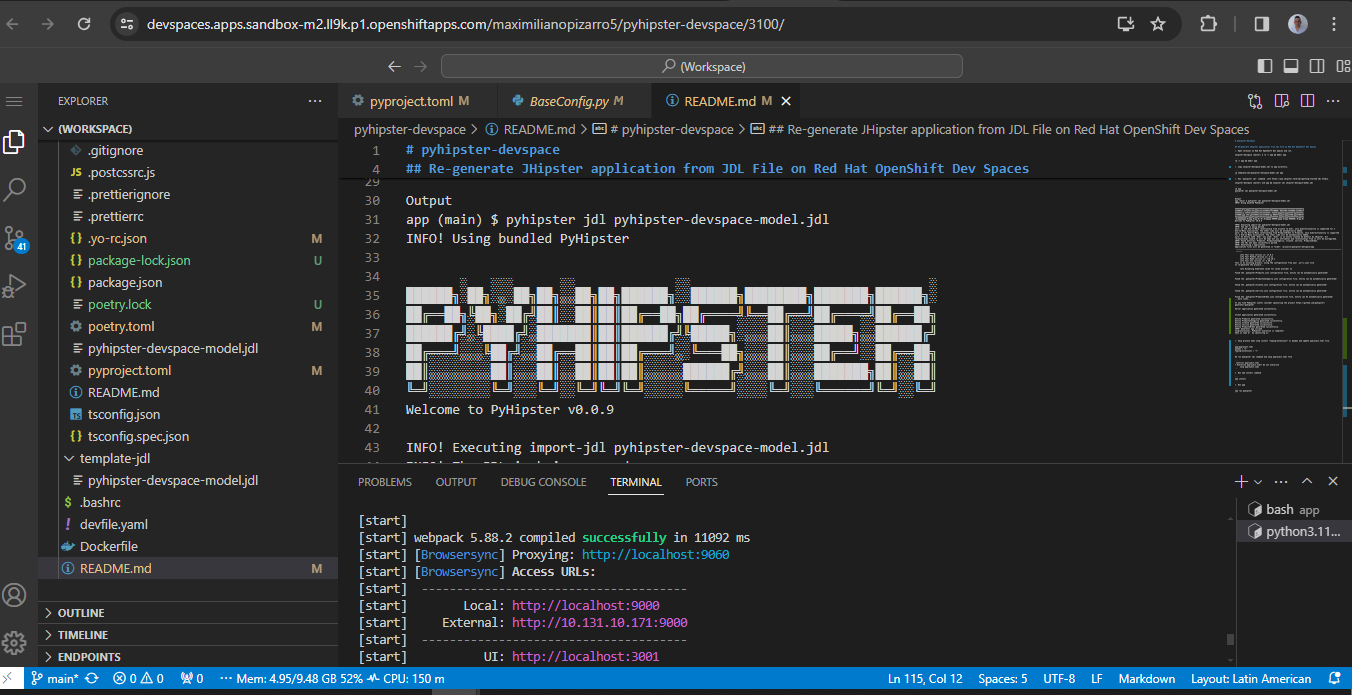 devspaces.apps.sandbox-m2.ll9k.p1.openshiftapps.com/maximilianopizarro5/pyhipster-devspace/3100/
(Workspace)
EXPLORER
(WORKSPACE)
.gitignore
JS .postcssrc.js
.prettierignore
.prettierrc
{} .yo-rc.json M
{} package-lock.json U
{} package.json
poetry.lock U
poetry.toml M
pyhipster-devspace-model.jdl
pyproject.toml M
README.md
TS tsconfig.json
{} tsconfig.spec.json
template-jdl
pyhipster-devspace-model.jdl
$ .bashrc
! devfile.yaml
Dockerfile
README.md M
OUTLINE
TIMELINE
ENDPOINTS
41
pyproject.toml M
BaseConfig.py M
README.md M
pyhipster-devspace > README.md > # pyhipster-devspace > ## Re-generate JHipster application from JDL File on Red Hat OpenShift Dev Spaces
1 # pyhipster-devspace
4 ## Re-generate JHipster application from JDL File on Red Hat OpenShift Dev Spaces
29
30 Output
31 app (main) $ pyhipster jdl pyhipster-devspace-model.jdl
32 INFO! Using bundled PyHipster
33
34
35
36
37
38
39
40
PYHIPSTER
41 Welcome to PyHipster v0.0.9
42
43 INFO! Executing import-jdl pyhipster-devspace-model.jdl
PROBLEMS OUTPUT DEBUG CONSOLE TERMINAL PORTS
[start]
[start] webpack 5.88.2 compiled successfully in 11092 ms
[start] [Browsersync] Proxying: http://localhost:9060
[start] [Browsersync] Access URLs:
[start] --------------------------------------
[start] Local: http://localhost:9000
[start] External: http://10.131.10.171:9000
[start] --------------------------------------
[start] UI: http://localhost:3001
bash app
python3.11...
main* 0 0 0 Mem: 4.95/9.48 GB 52% CPU: 150 m Ln 115, Col 12 Spaces: 5 UTF-8 LF Markdown Layout: Latin American